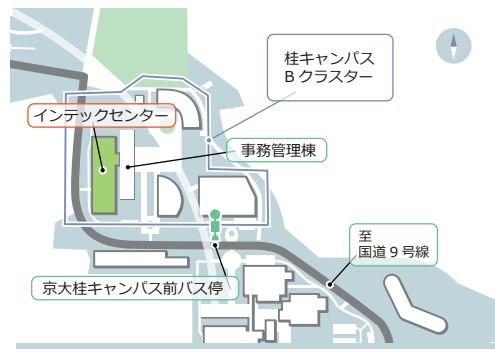 桂キャンパス
Bクラスター
インテックセンター
事務管理棟
至
国道9号線
京大桂キャンパス前バス停